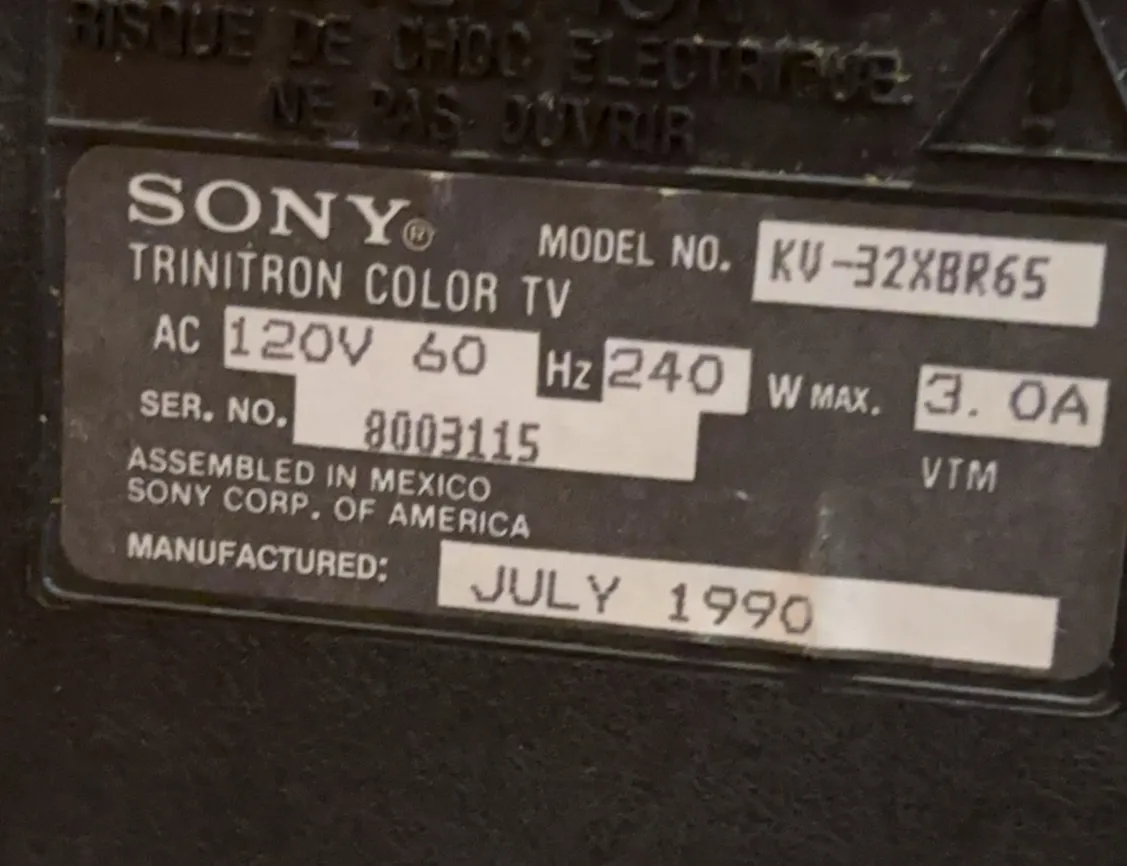 RISQUE DE CHOC ELECTRIQUE.
NE PAS OUVRIR
SONY®
MODEL NO. KV-32XBR65
TRINITRON COLOR TV
AC 120V 60 Hz 240 W MAX. 3. 0A
SER. NO. 8003115
VTM
ASSEMBLED IN MEXICO
SONY CORP. OF AMERICA
MANUFACTURED: JULY 1990